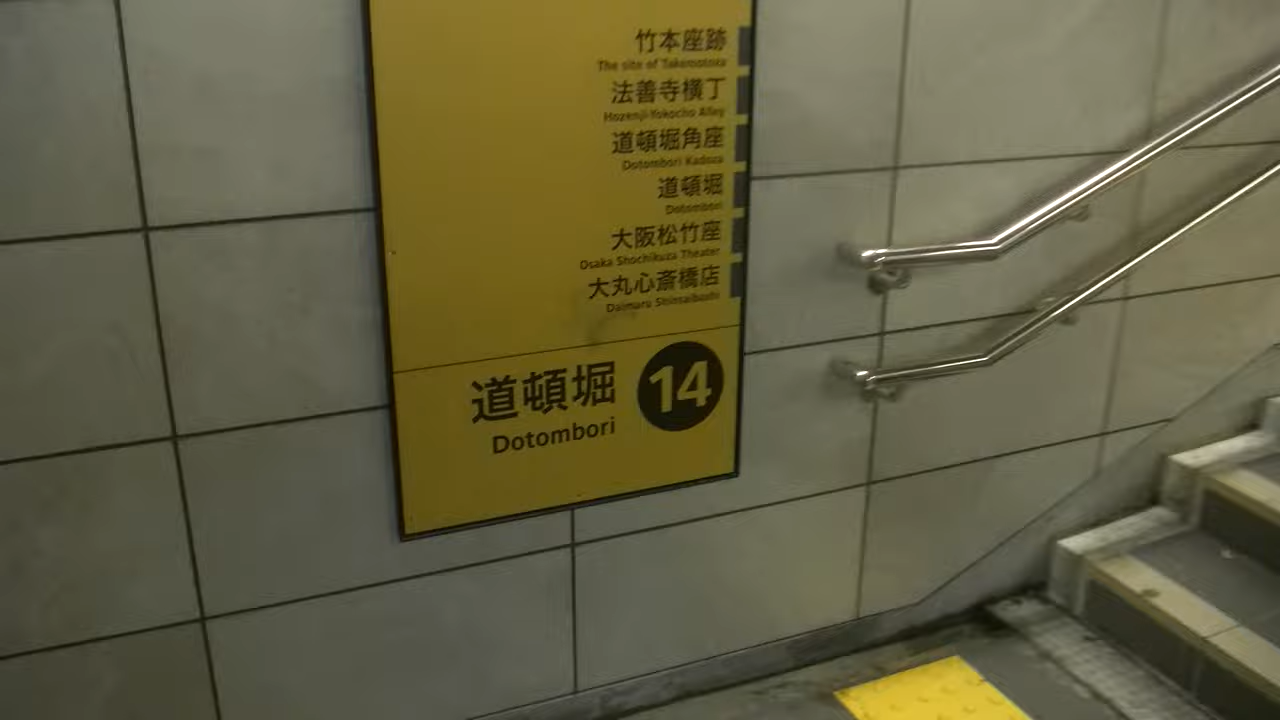 竹本座跡
The site of Takemotoza
法善寺横丁
Hozenji-Yokocho Alley
道頓堀角座
Dotombori Kadoza
道頓堀
Dotombori
大阪松竹座
Osaka Shochikuza Theater
大丸心斎橋店
Daimaru Shinsaibashi
道頓堀 14
Dotombori